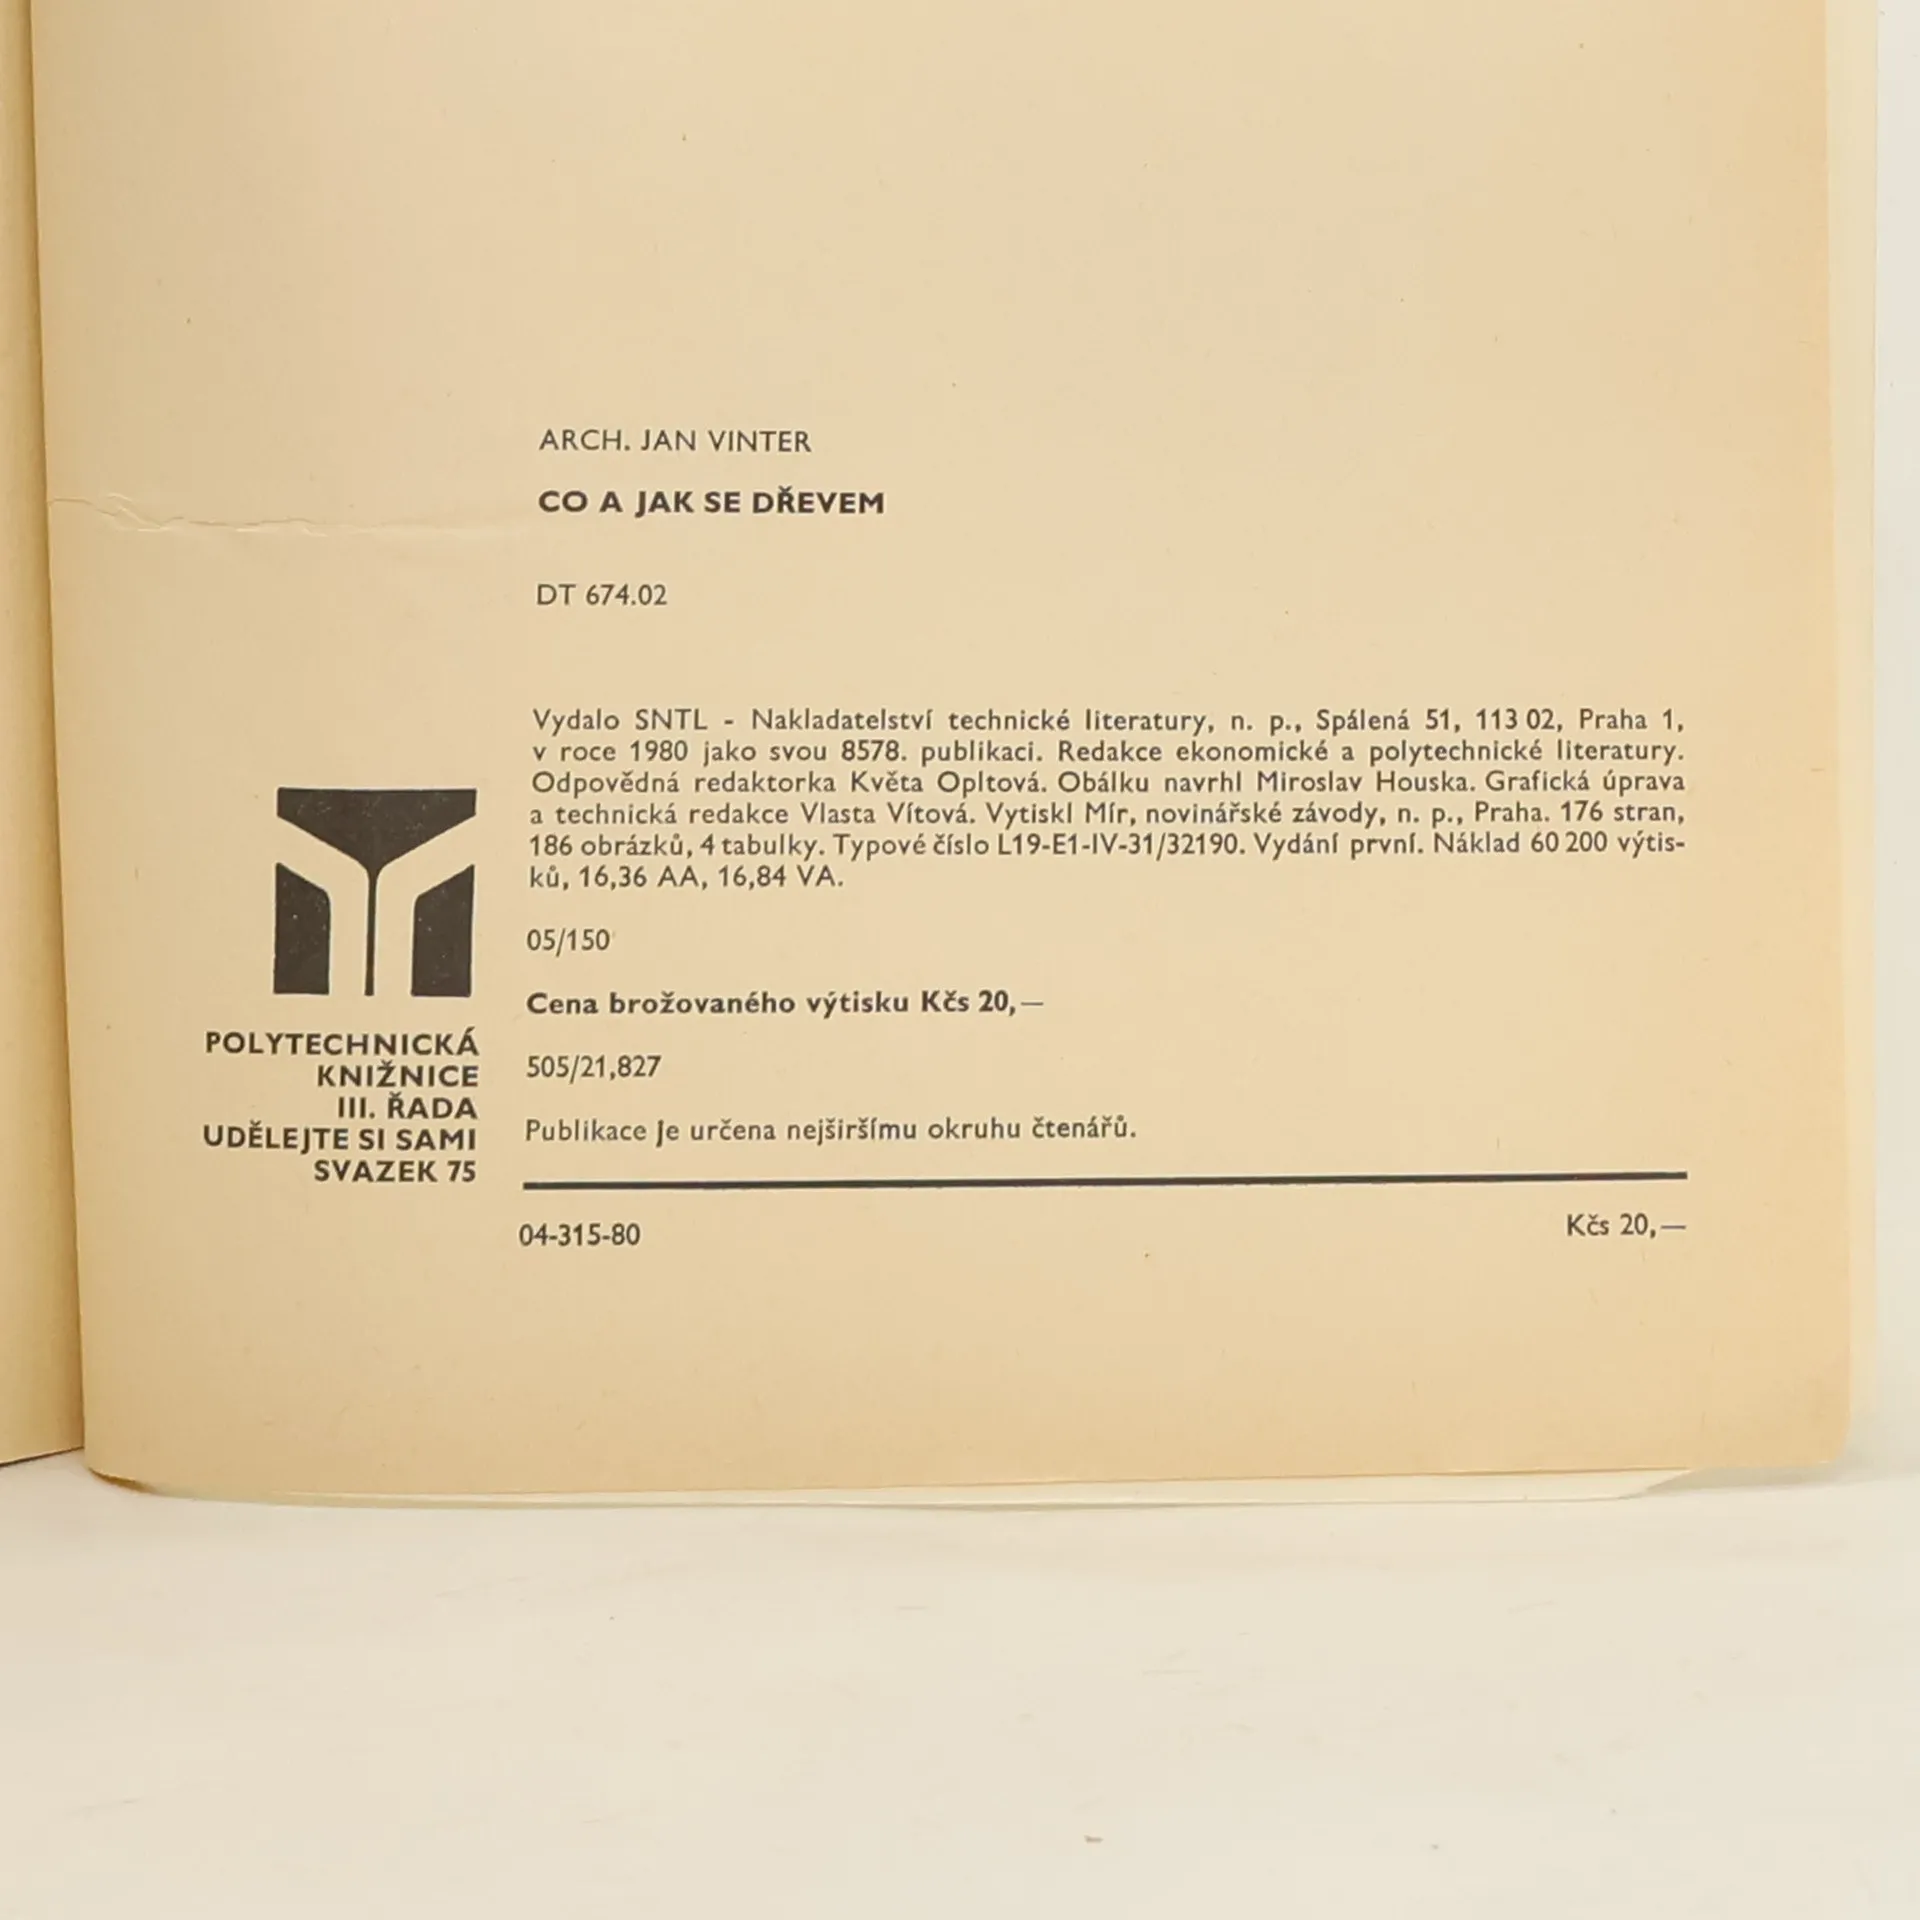 ARCH. JAN VINTER
CO A JAK SE DŘEVEM
DT 674.02
Vydalo SNTL - Nakladatelství technické literatury, n. p., Spálená 51, 113 02, Praha 1,
v roce 1980 jako svou 8578. publikaci. Redakce ekonomické a polytechnické literatury.
Odpovědná redaktorka Květa Opltová. Obálku navrhl Miroslav Houska. Grafická úprava
a technická redakce Vlasta Vítová. Vytiskl Mír, novinářské závody, n. p., Praha. 176 stran,
186 obrázků, 4 tabulky. Typové číslo L19-E1-IV-31/32190. Vydání první. Náklad 60 200 výtis-
ků, 16,36 AA, 16,84 VA.
05/150
Cena brožovaného výtisku Kčs 20,—
505/21,827
Publikace je určena nejširšímu okruhu čtenářů.
POLYTECHNICKÁ
KNIŽNICE
III. ŘADA
UDĚLEJTE SI SAMI
SVAZEK 75
04-315-80
Kčs 20,—